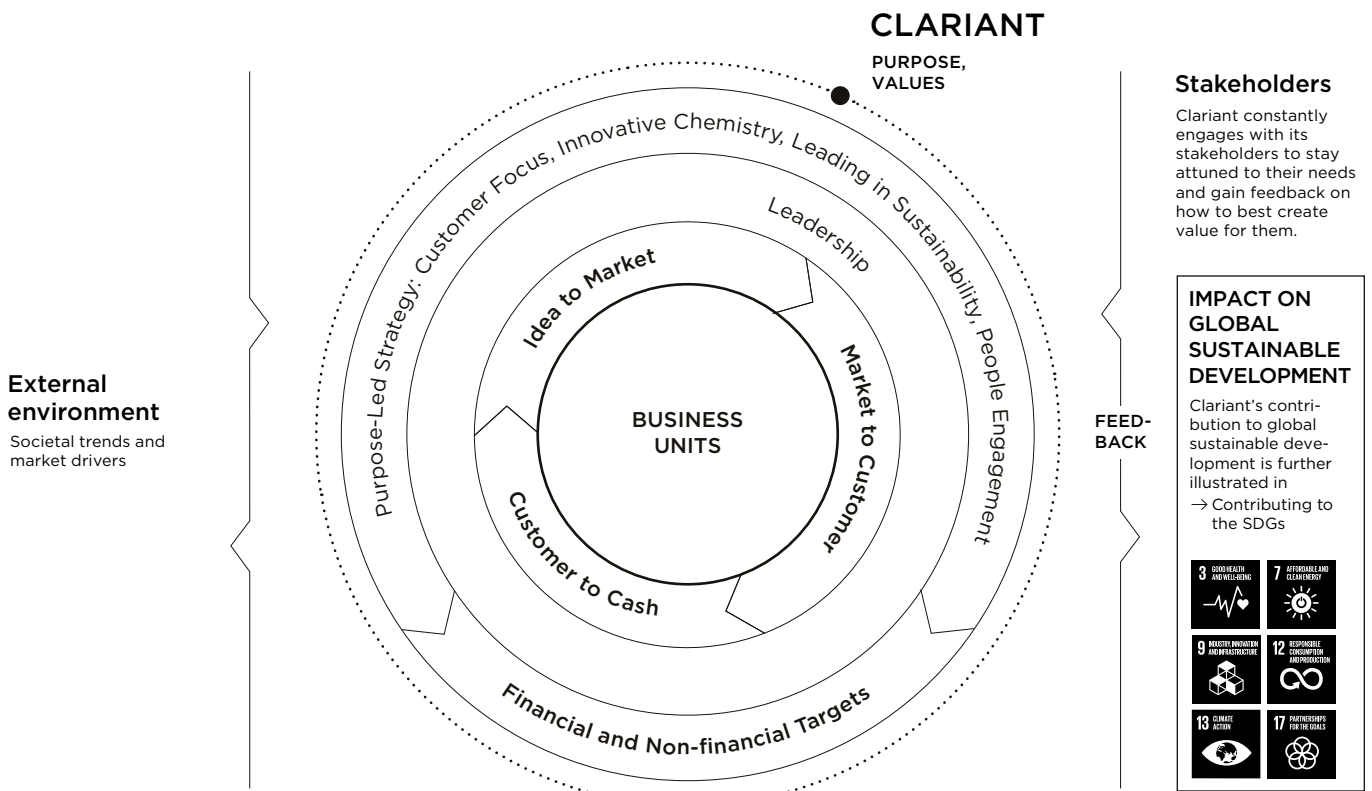 CLARIANT
PURPOSE,
VALUES
External
environment
Societal trends and
market drivers
Purpose-Led Strategy: Customer Focus, Innovative Chemistry, Leading in Sustainability, People Engagement
Leadership
Idea to Market
Market to Customer
Customer to Cash
BUSINESS
UNITS
Financial and Non-financial Targets
FEED-
BACK
Stakeholders
Clariant constantly
engages with its
stakeholders to stay
attuned to their needs
and gain feedback on
how to best create
value for them.
IMPACT ON
GLOBAL
SUSTAINABLE
DEVELOPMENT
Clariant’s contri-
bution to global
sustainable deve-
lopment is further
illustrated in
→ Contributing to
the SDGs
3 GOOD HEALTH
AND WELL-BEING
7 AFFORDABLE AND
CLEAN ENERGY
9 INDUSTRY, INNOVATION
AND INFRASTRUCTURE
12 RESPONSIBLE
CONSUMPTION
AND PRODUCTION
13 CLIMATE
ACTION
17 PARTNERSHIPS
FOR THE GOALS